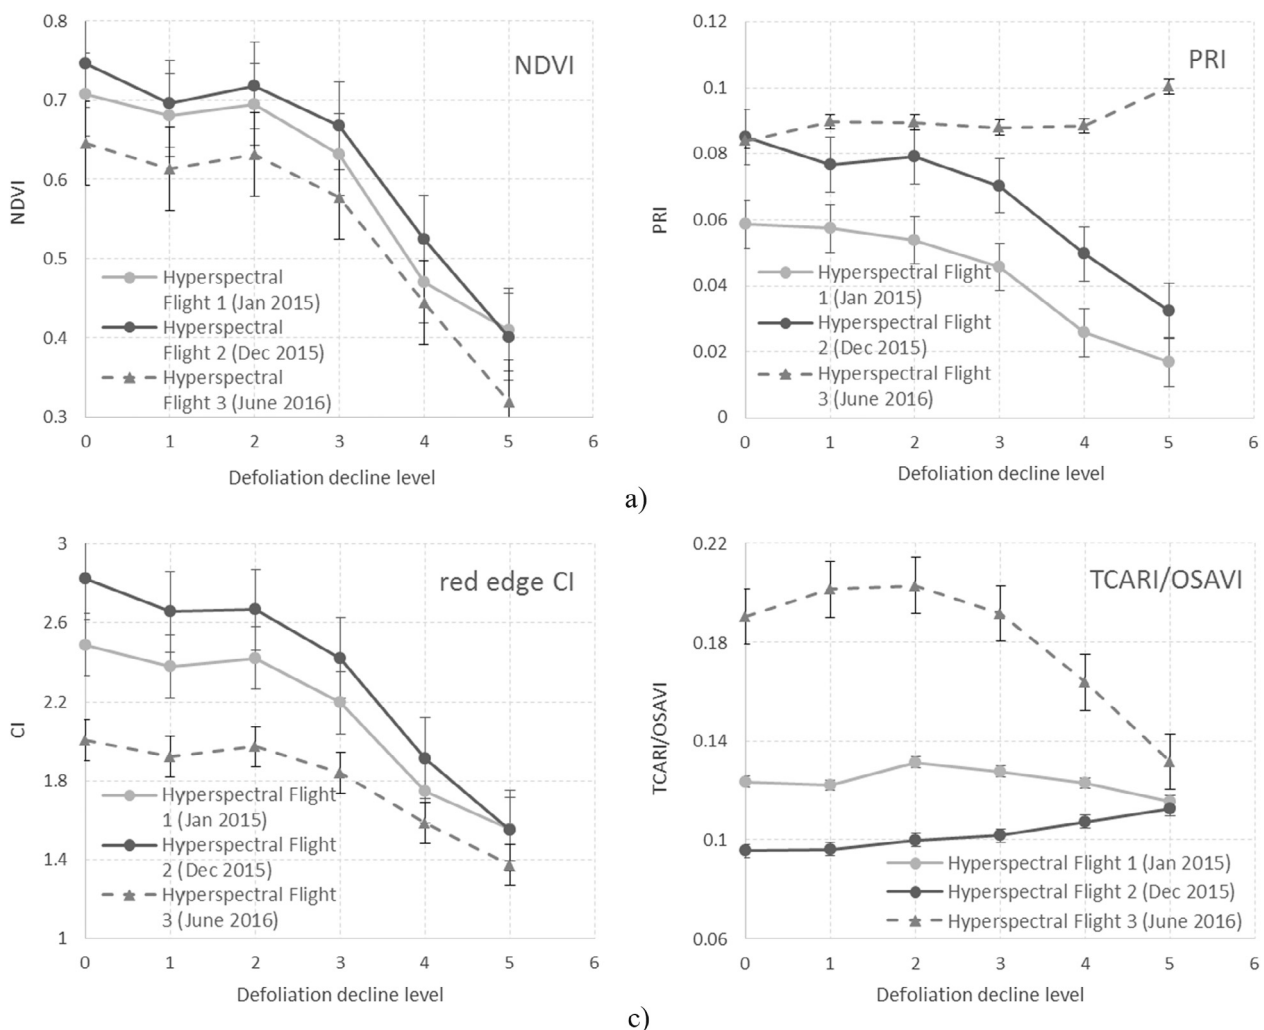 NDVI
0.8
0.7
0.6
0.5
0.4
0.3
NDVI
Hyperspectral
Flight 1 (Jan 2015)
Hyperspectral
Flight 2 (Dec 2015)
Hyperspectral
Flight 3 (June 2016)
0 1 2 3 4 5 6
Defoliation decline level
PRI
0.12
0.1
0.08
0.06
0.04
0.02
0
PRI
Hyperspectral Flight
1 (Jan 2015)
Hyperspectral Flight
2 (Dec 2015)
Hyperspectral Flight
3 (June 2016)
0 1 2 3 4 5 6
Defoliation decline level
a)
red edge CI
3
2.6
2.2
1.8
1.4
1
CI
Hyperspectral Flight
1 (Jan 2015)
Hyperspectral Flight
2 (Dec 2015)
Hyperspectral Flight
3 (June 2016)
0 1 2 3 4 5 6
Defoliation decline level
TCARI/OSAVI
0.22
0.18
0.14
0.1
0.06
TCARI/OSAVI
Hyperspectral Flight 1 (Jan 2015)
Hyperspectral Flight 2 (Dec 2015)
Hyperspectral Flight 3 (June 2016)
0 1 2 3 4 5 6
Defoliation decline level
c)